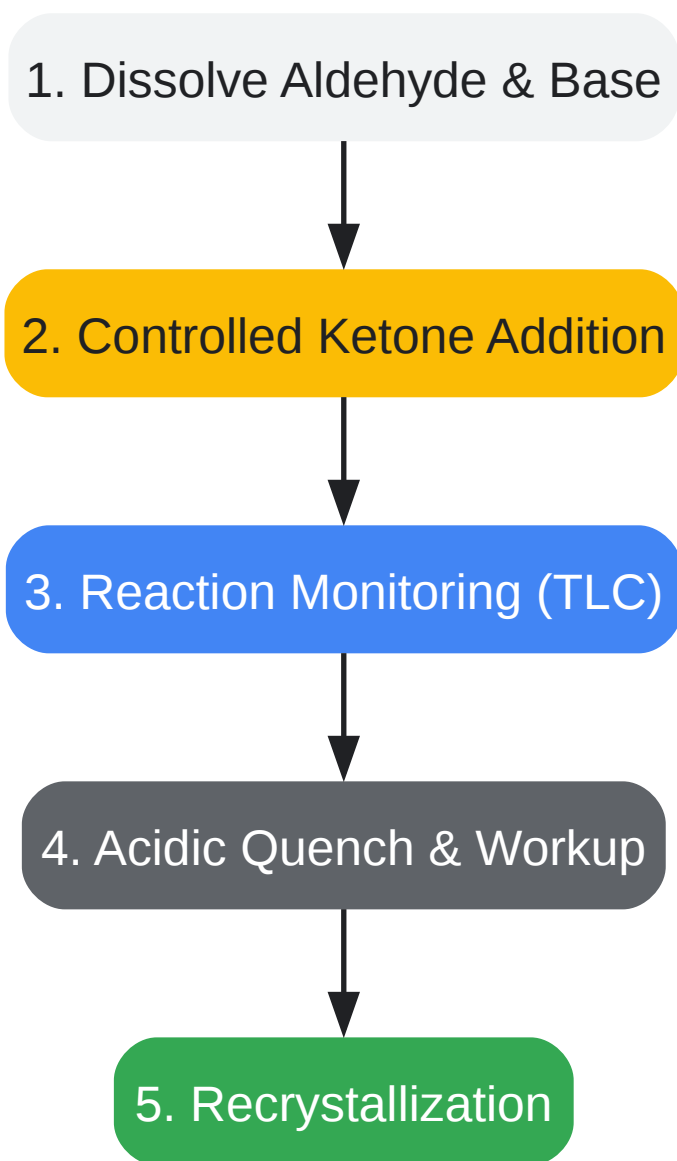 1. Dissolve Aldehyde & Base
2. Controlled Ketone Addition
3. Reaction Monitoring (TLC)
4. Acidic Quench & Workup
5. Recrystallization